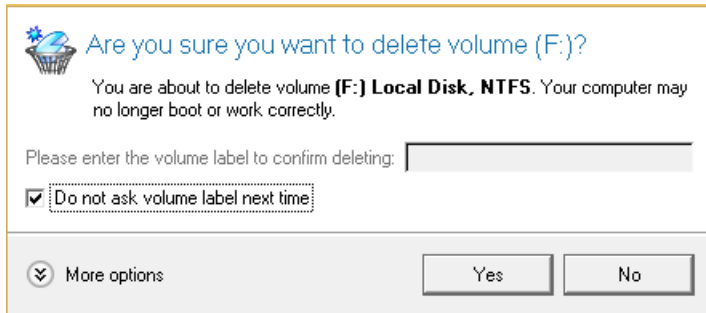 Are you sure you want to delete volume (F:)?
You are about to delete volume (F:) Local Disk, NTFS. Your computer may
no longer boot or work correctly.
Please enter the volume label to confirm deleting:
Do not ask volume label next time
More options
Yes
No